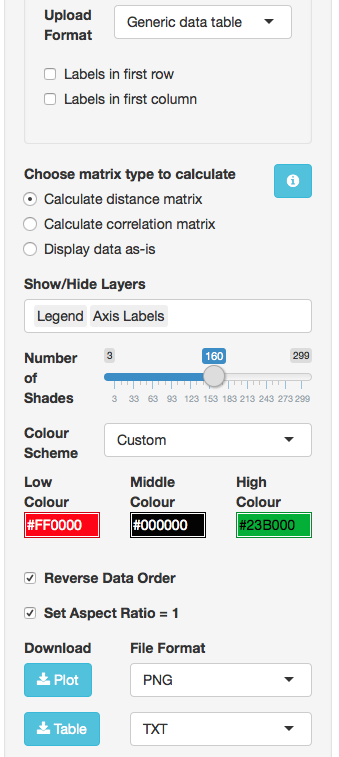 Upload Format
Generic data table
Labels in first row
Labels in first column
Choose matrix type to calculate
Calculate distance matrix
Calculate correlation matrix
Display data as-is
Show/Hide Layers
Legend Axis Labels
Number of Shades
3 160 299
3 33 63 93 123 153 183 213 243 273 299
Colour Scheme
Custom
Low Colour
Middle Colour
High Colour
#FF0000 #000000 #23B000
Reverse Data Order
Set Aspect Ratio = 1
Download File Format
Plot PNG
Table TXT